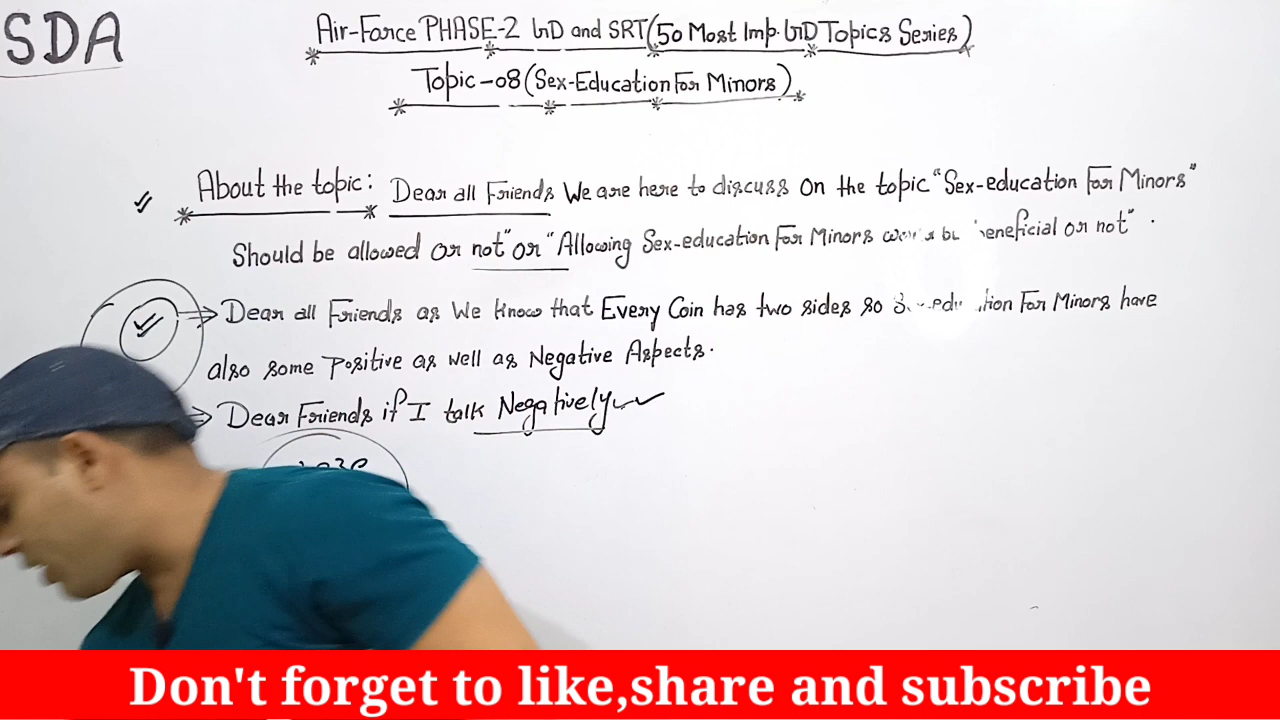 SDA
Air-Force PHASE-2 GD and SRT(50 Most Imp. GD Topics Series)
Topic-08(Sex-Education For Minors)
About the topic: Dear all Friends We are here to discuss on the topic "Sex-education For Minors"
Should be allowed or not" or "Allowing Sex-education For Minors beneficial or not".
Dear all Friends as We know that Every Coin has two sides so For Minors have
also some positive as well as Negative Aspects.
Dear Friends if I talk Negatively
Don't forget to like,share and subscribe